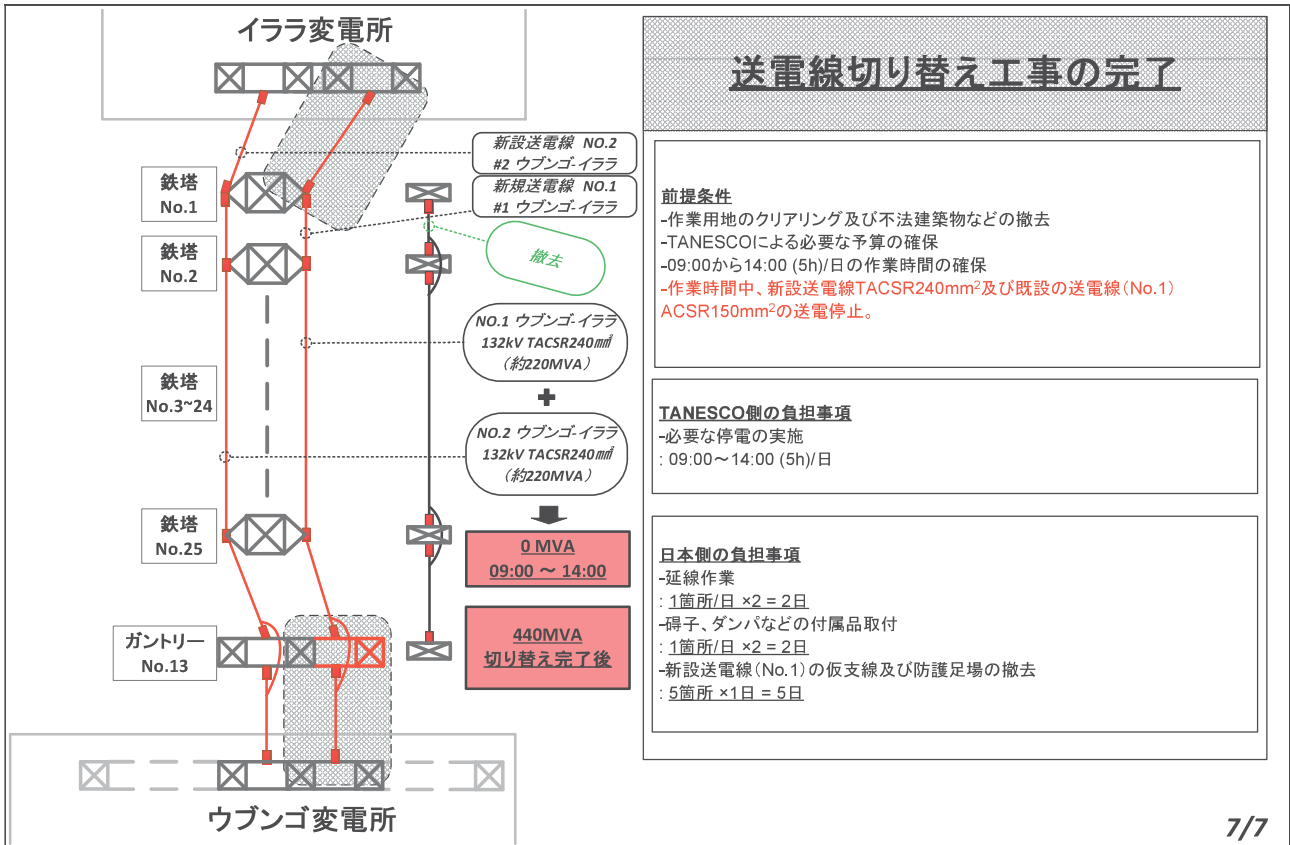 イララ変電所
鉄塔
No.1
鉄塔
No.2
鉄塔
No.3~24
鉄塔
No.25
ガントリー
No.13
ウブンゴ変電所
新設送電線 NO.2
#2 ウブンゴ-イララ
新規送電線 NO.1
#1 ウブンゴ-イララ
撤去
NO.1 ウブンゴ-イララ
132kV TACSR240㎟
（約220MVA）
+
NO.2 ウブンゴ-イララ
132kV TACSR240㎟
（約220MVA）
0 MVA
09:00 ～ 14:00
440MVA
切り替え完了後
送電線切り替え工事の完了
前提条件
-作業用地のクリアリング及び不法建築物などの撤去
-TANESCOによる必要な予算の確保
-09:00から14:00 (5h)/日の作業時間の確保
-作業時間中、新設送電線TACSR240mm²及び既設の送電線（No.1）
ACSR150mm²の送電停止。
TANESCO側の負担事項
-必要な停電の実施
: 09:00～14:00 (5h)/日
日本側の負担事項
-延線作業
: 1箇所/日 ×2 = 2日
-碍子、ダンパなどの付属品取付
: 1箇所/日 ×2 = 2日
-新設送電線（No.1）の仮支線及び防護足場の撤去
: 5箇所 ×1日 = 5日
7/7